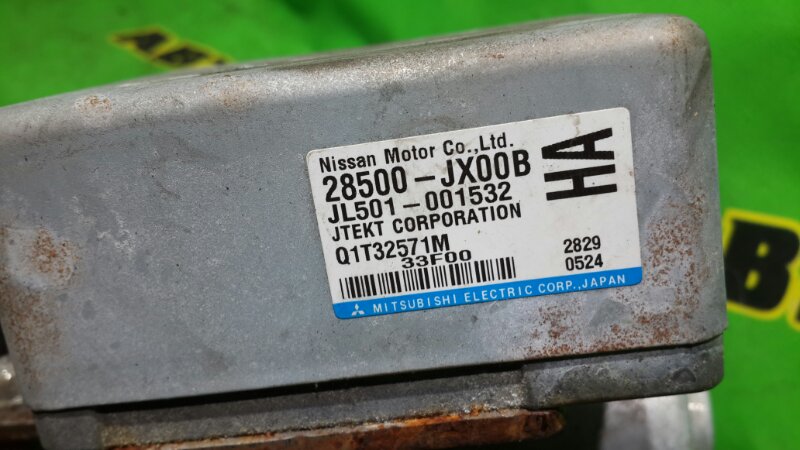 Nissan Motor Co.,Ltd.
28500-JX00B
HA
JL501-001532
JTEKT CORPORATION
Q1T32571M
33F00
2829
0524
MITSUBISHI ELECTRIC CORP.,JAPAN